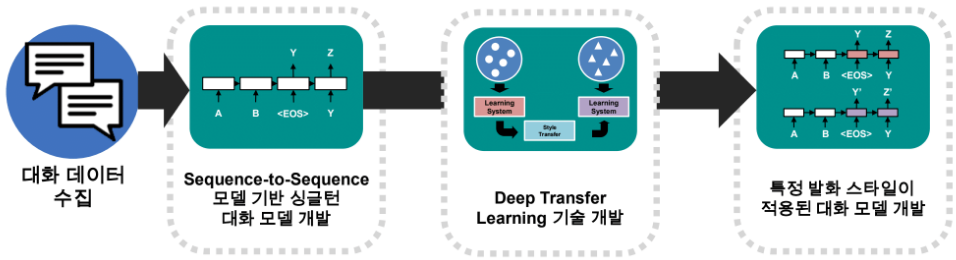 대화 데이터
수집
Y Z
A B <EOS> Y
Sequence-to-Sequence
모델 기반 싱글턴
대화 모델 개발
Learning
System
Learning
System
Style
Transfer
Deep Transfer
Learning 기술 개발
Y Z
A B <EOS> Y
Y' Z'
A B <EOS> Y
특정 발화 스타일이
적용된 대화 모델 개발